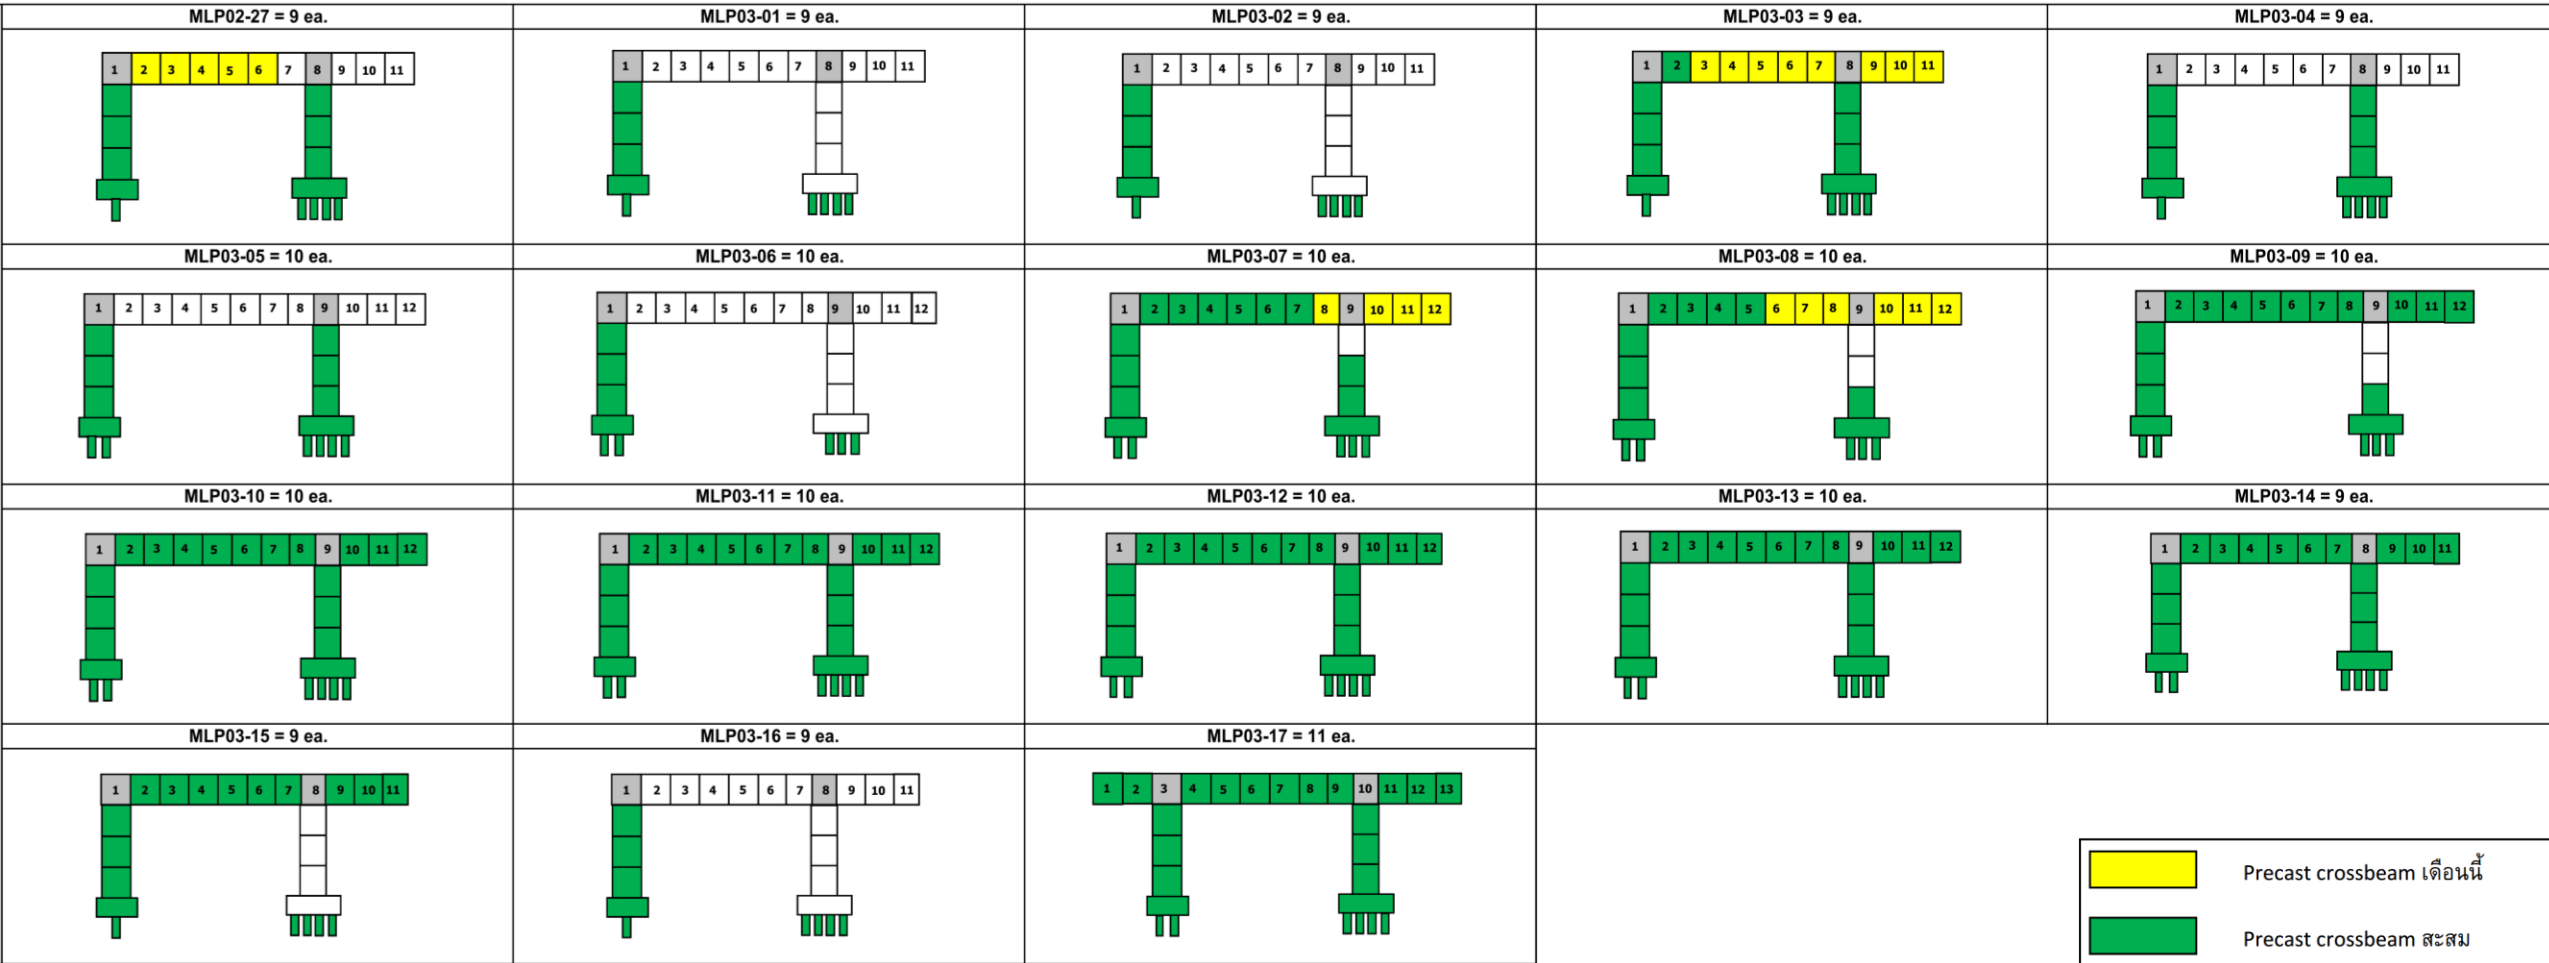 MLP02-27 = 9 ea. MLP03-01 = 9 ea. MLP03-02 = 9 ea. MLP03-03 = 9 ea. MLP03-04 = 9 ea.
1 2 3 4 5 6 7 8 9 10 11 1 2 3 4 5 6 7 8 9 10 11 1 2 3 4 5 6 7 8 9 10 11 1 2 3 4 5 6 7 8 9 10 11 1 2 3 4 5 6 7 8 9 10 11
MLP03-05 = 10 ea. MLP03-06 = 10 ea. MLP03-07 = 10 ea. MLP03-08 = 10 ea. MLP03-09 = 10 ea.
1 2 3 4 5 6 7 8 9 10 11 12 1 2 3 4 5 6 7 8 9 10 11 12 1 2 3 4 5 6 7 8 9 10 11 12 1 2 3 4 5 6 7 8 9 10 11 12 1 2 3 4 5 6 7 8 9 10 11 12
MLP03-10 = 10 ea. MLP03-11 = 10 ea. MLP03-12 = 10 ea. MLP03-13 = 10 ea. MLP03-14 = 9 ea.
1 2 3 4 5 6 7 8 9 10 11 12 1 2 3 4 5 6 7 8 9 10 11 12 1 2 3 4 5 6 7 8 9 10 11 12 1 2 3 4 5 6 7 8 9 10 11 12 1 2 3 4 5 6 7 8 9 10 11
MLP03-15 = 9 ea. MLP03-16 = 9 ea. MLP03-17 = 11 ea.
1 2 3 4 5 6 7 8 9 10 11 1 2 3 4 5 6 7 8 9 10 11 1 2 3 4 5 6 7 8 9 10 11 12 13
Precast crossbeam เดือนนี้
Precast crossbeam สะสม